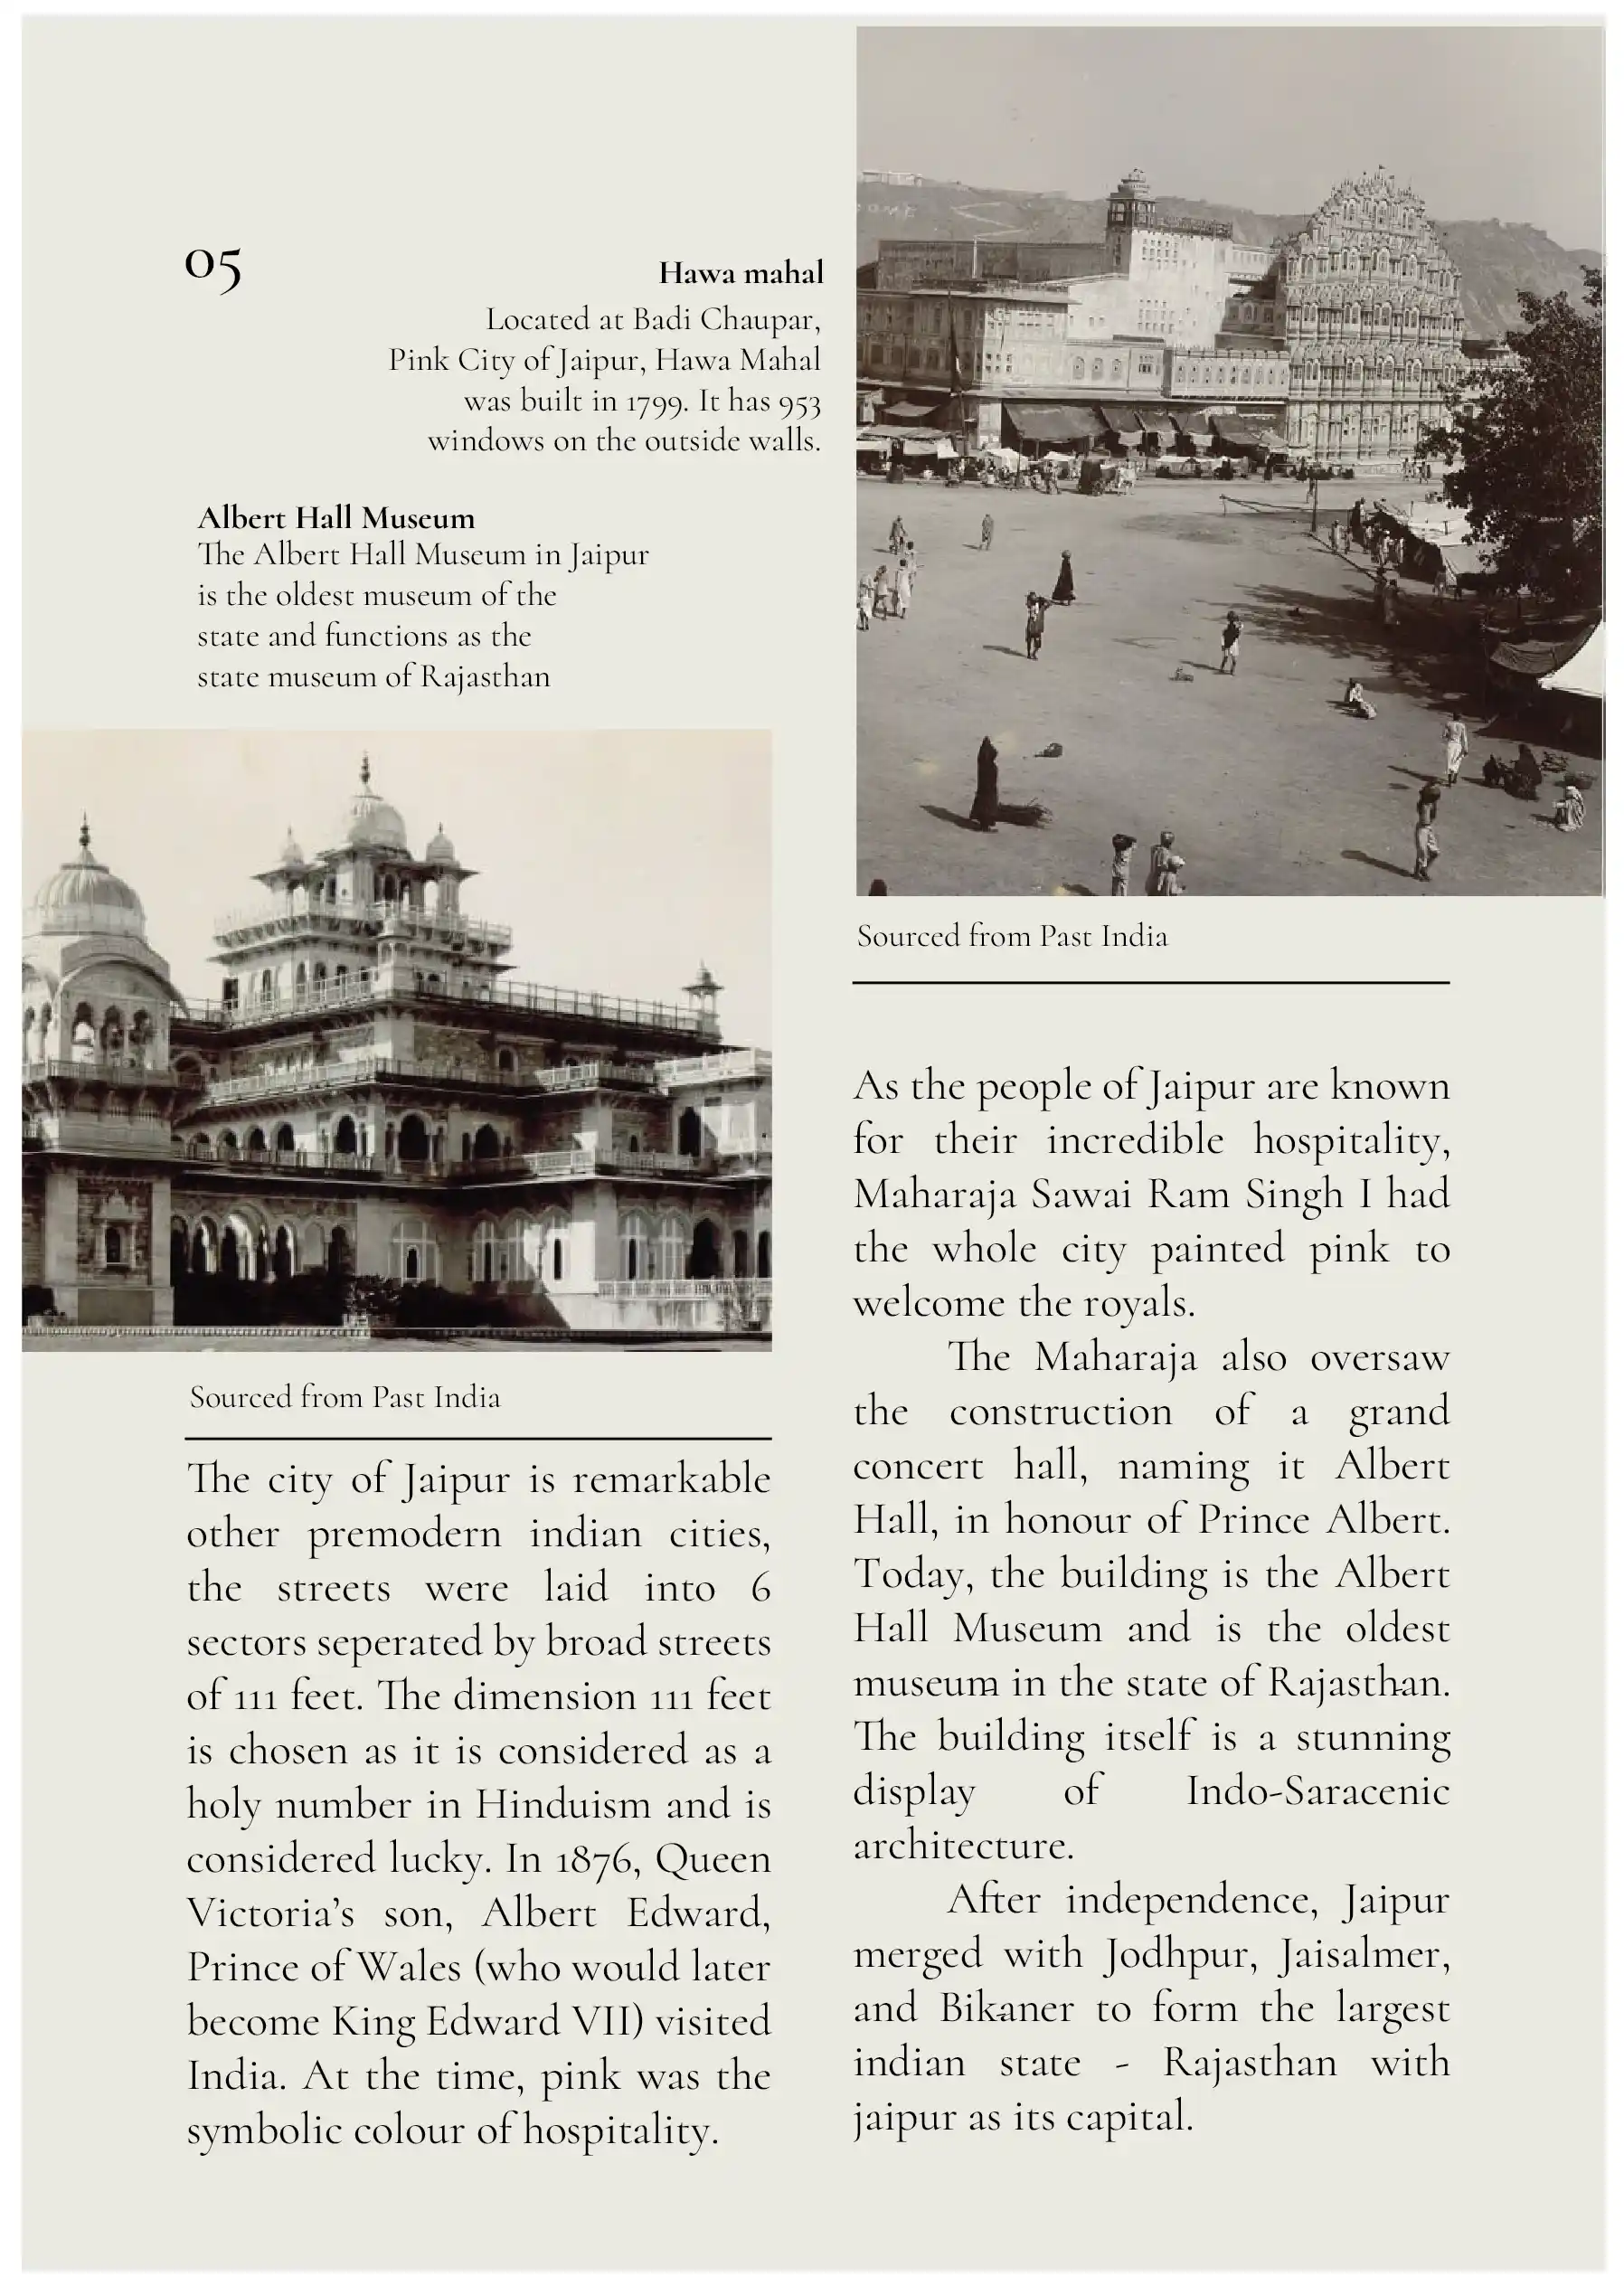 05
Hawa mahal
Located at Badi Chaupar,
Pink City of Jaipur, Hawa Mahal
was built in 1799. It has 953
windows on the outside walls.
Albert Hall Museum
The Albert Hall Museum in Jaipur
is the oldest museum of the
state and functions as the
state museum of Rajasthan
Sourced from Past India
The city of Jaipur is remarkable
other premodern indian cities,
the streets were laid into 6
sectors seperated by broad streets
of 111 feet. The dimension 111 feet
is chosen as it is considered as a
holy number in Hinduism and is
considered lucky. In 1876, Queen
Victoria's son, Albert Edward,
Prince of Wales (who would later
become King Edward VII) visited
India. At the time, pink was the
symbolic colour of hospitality.
Sourced from Past India
As the people of Jaipur are known
for their incredible hospitality,
Maharaja Sawai Ram Singh I had
the whole city painted pink to
welcome the royals.
The Maharaja also oversaw
the construction of a grand
concert hall, naming it Albert
Hall, in honour of Prince Albert.
Today, the building is the Albert
Hall Museum and is the oldest
museum in the state of Rajasthan.
The building itself is a stunning
display of Indo-Saracenic
architecture.
After independence, Jaipur
merged with Jodhpur, Jaisalmer,
and Bikaner to form the largest
indian state - Rajasthan with
jaipur as its capital.